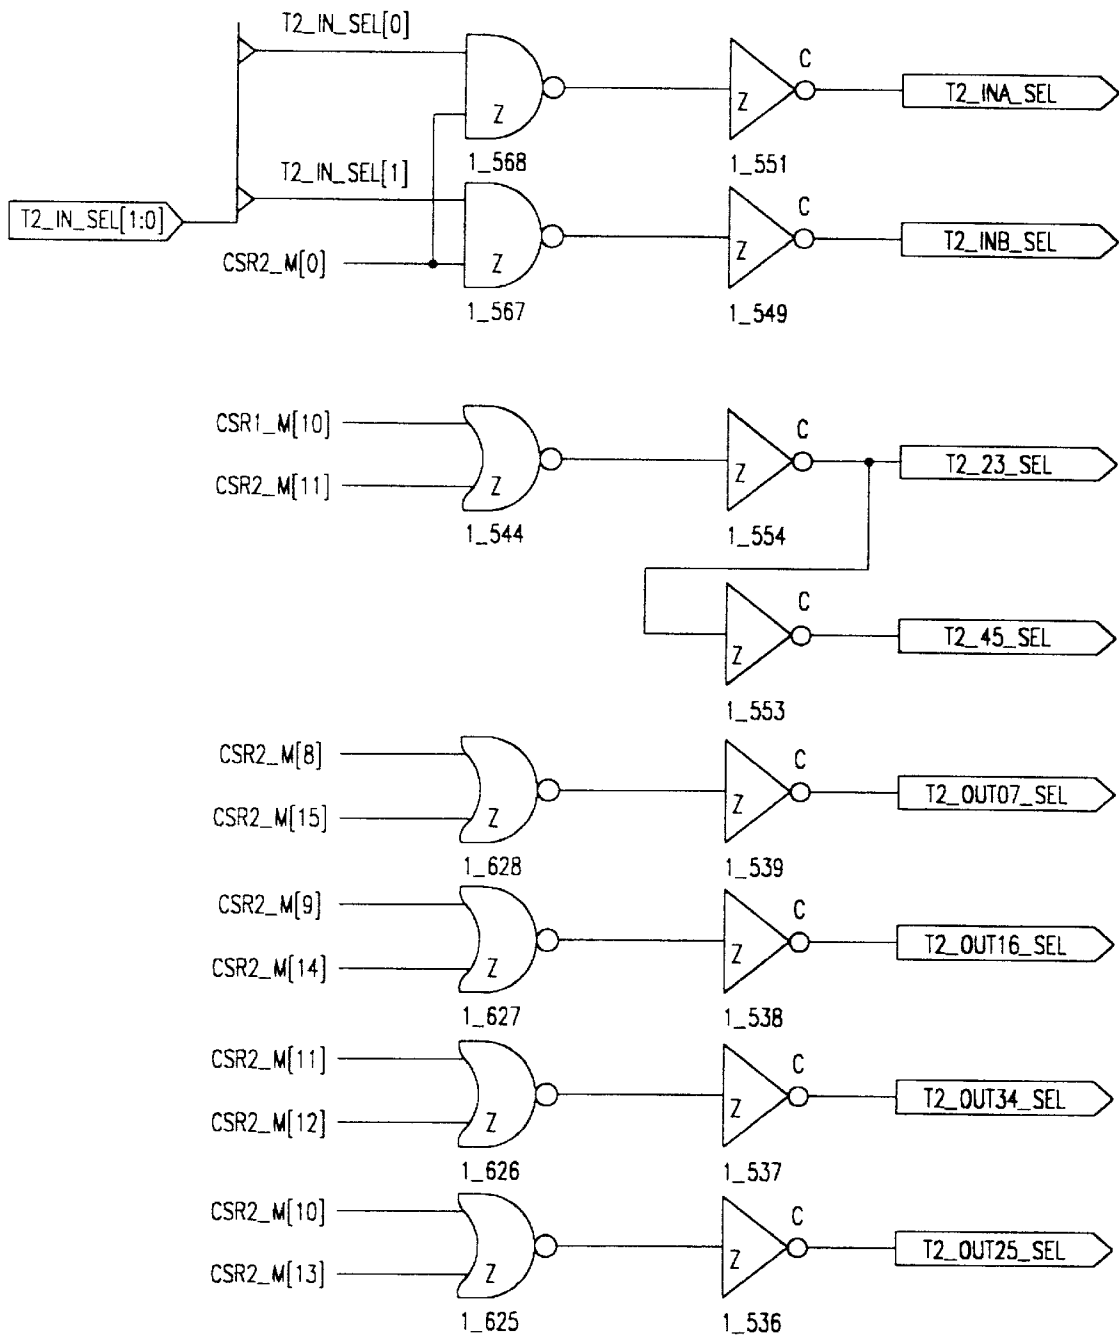 T2_IN_SEL[0]
C
Z
Z
T2_INA_SEL
1_568
1_551
T2_IN_SEL[1]
C
T2_IN_SEL[1:0]
T2_INB_SEL
CSR2_M[0]
Z
Z
1_567
1_549
CSR1_M[10]
C
T2_23_SEL
CSR2_M[11]
Z
Z
1_544
1_554
C
T2_45_SEL
Z
1_553
CSR2_M[8]
C
T2_OUT07_SEL
CSR2_M[15]
Z
Z
1_628
1_539
CSR2_M[9]
C
T2_OUT16_SEL
CSR2_M[14]
Z
Z
1_627
1_538
CSR2_M[11]
C
T2_OUT34_SEL
CSR2_M[12]
Z
Z
1_626
1_537
CSR2_M[10]
C
T2_OUT25_SEL
CSR2_M[13]
Z
Z
1_625
1_536